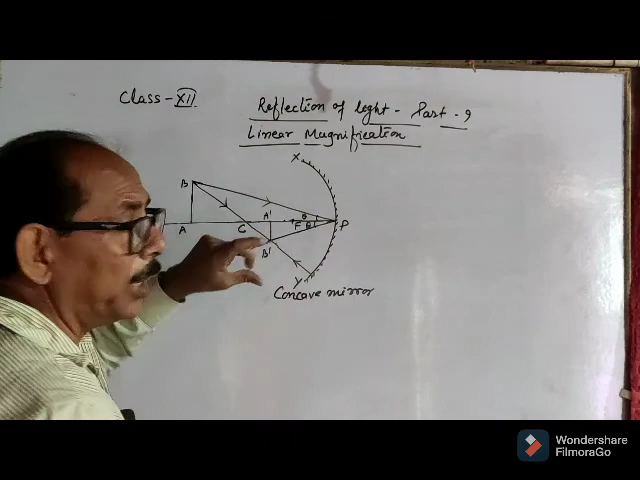 Class - XII
Reflection of light - Part - 9
Linear Magnification
X
B
A' θ
A C F θ P
B'
Y
Concave mirror
Wondershare
FilmoraGo